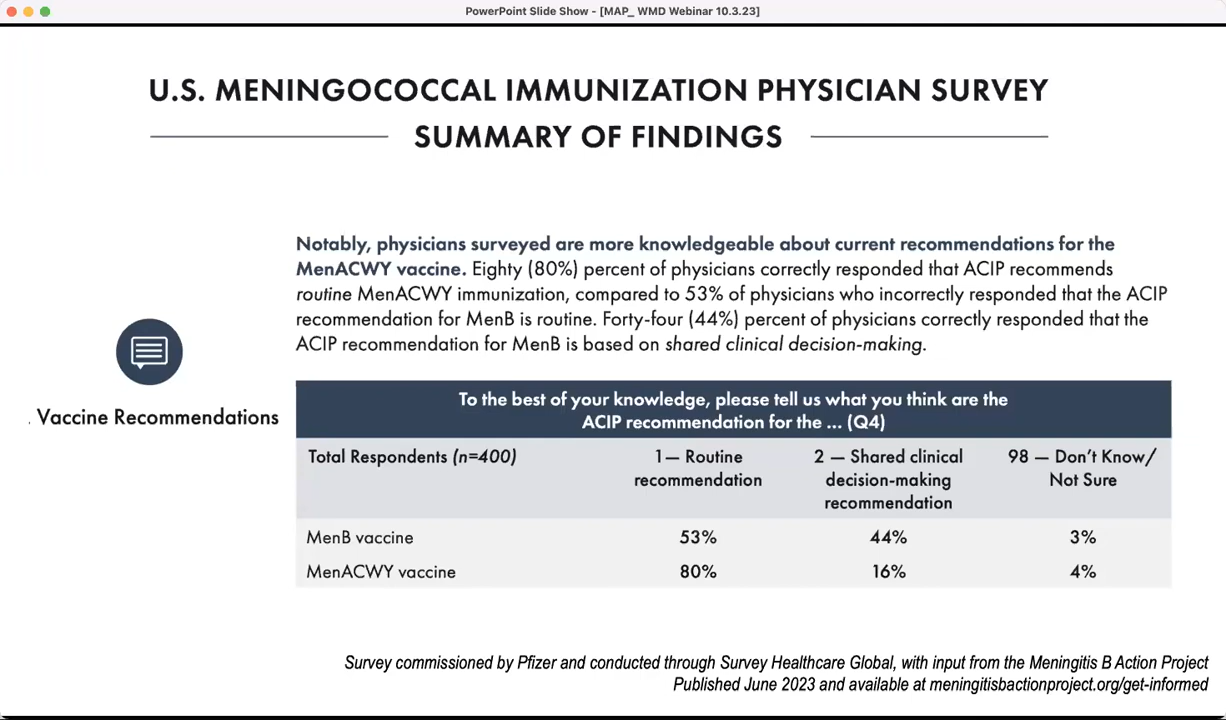 PowerPoint Slide Show - [MAP_ WMD Webinar 10.3.23]
U.S. MENINGOCOCCAL IMMUNIZATION PHYSICIAN SURVEY
SUMMARY OF FINDINGS
Notably, physicians surveyed are more knowledgeable about current recommendations for the
MenACWY vaccine. Eighty (80%) percent of physicians correctly responded that ACIP recommends
routine MenACWY immunization, compared to 53% of physicians who incorrectly responded that the ACIP
recommendation for MenB is routine. Forty-four (44%) percent of physicians correctly responded that the
ACIP recommendation for MenB is based on shared clinical decision-making.
. Vaccine Recommendations
To the best of your knowledge, please tell us what you think are the
ACIP recommendation for the ... (Q4)
Total Respondents (n=400) 1— Routine 2 — Shared clinical 98 — Don't Know/
recommendation decision-making Not Sure
recommendation
MenB vaccine 53% 44% 3%
MenACWY vaccine 80% 16% 4%
Survey commissioned by Pfizer and conducted through Survey Healthcare Global, with input from the Meningitis B Action Project
Published June 2023 and available at meningitisbactionproject.org/get-informed